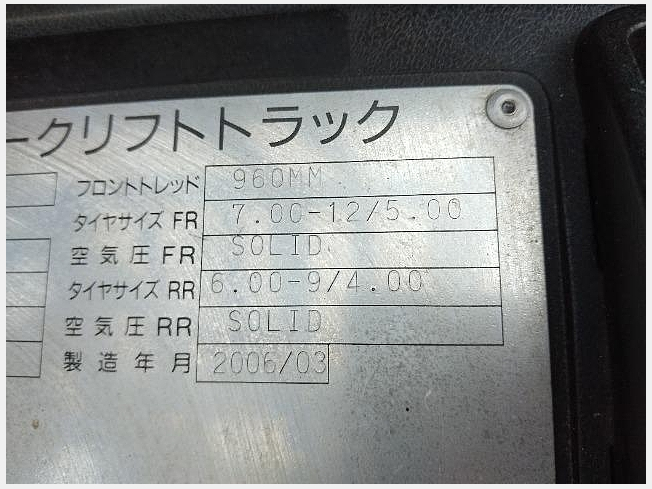 ークリフトトラック
フロントトレッド 960MM
タイヤサイズ FR 7.00-12/5.00
空気圧 FR SOLID
タイヤサイズ RR 6.00-9/4.00
空気圧 RR SOLID
製造年月 2006/03